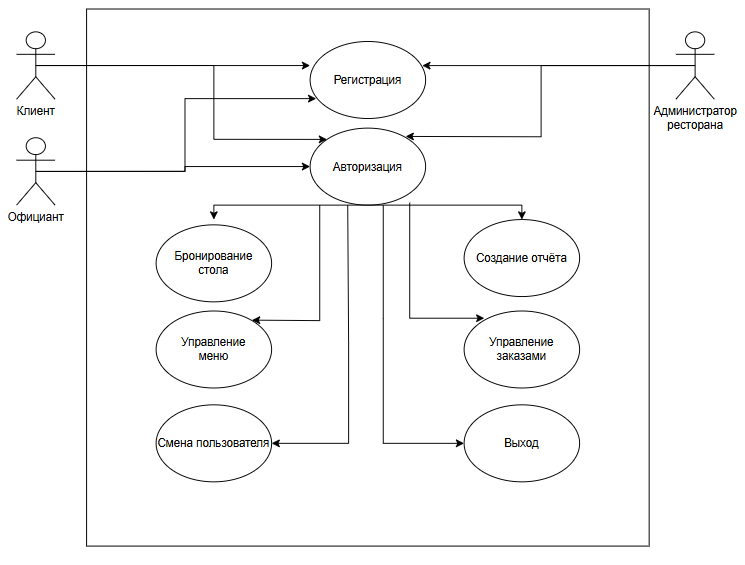 Регистрация
Клиент
Администратор
ресторана
Авторизация
Официант
Бронирование
стола
Создание отчёта
Управление
меню
Управление
заказами
Смена пользователя
Выход